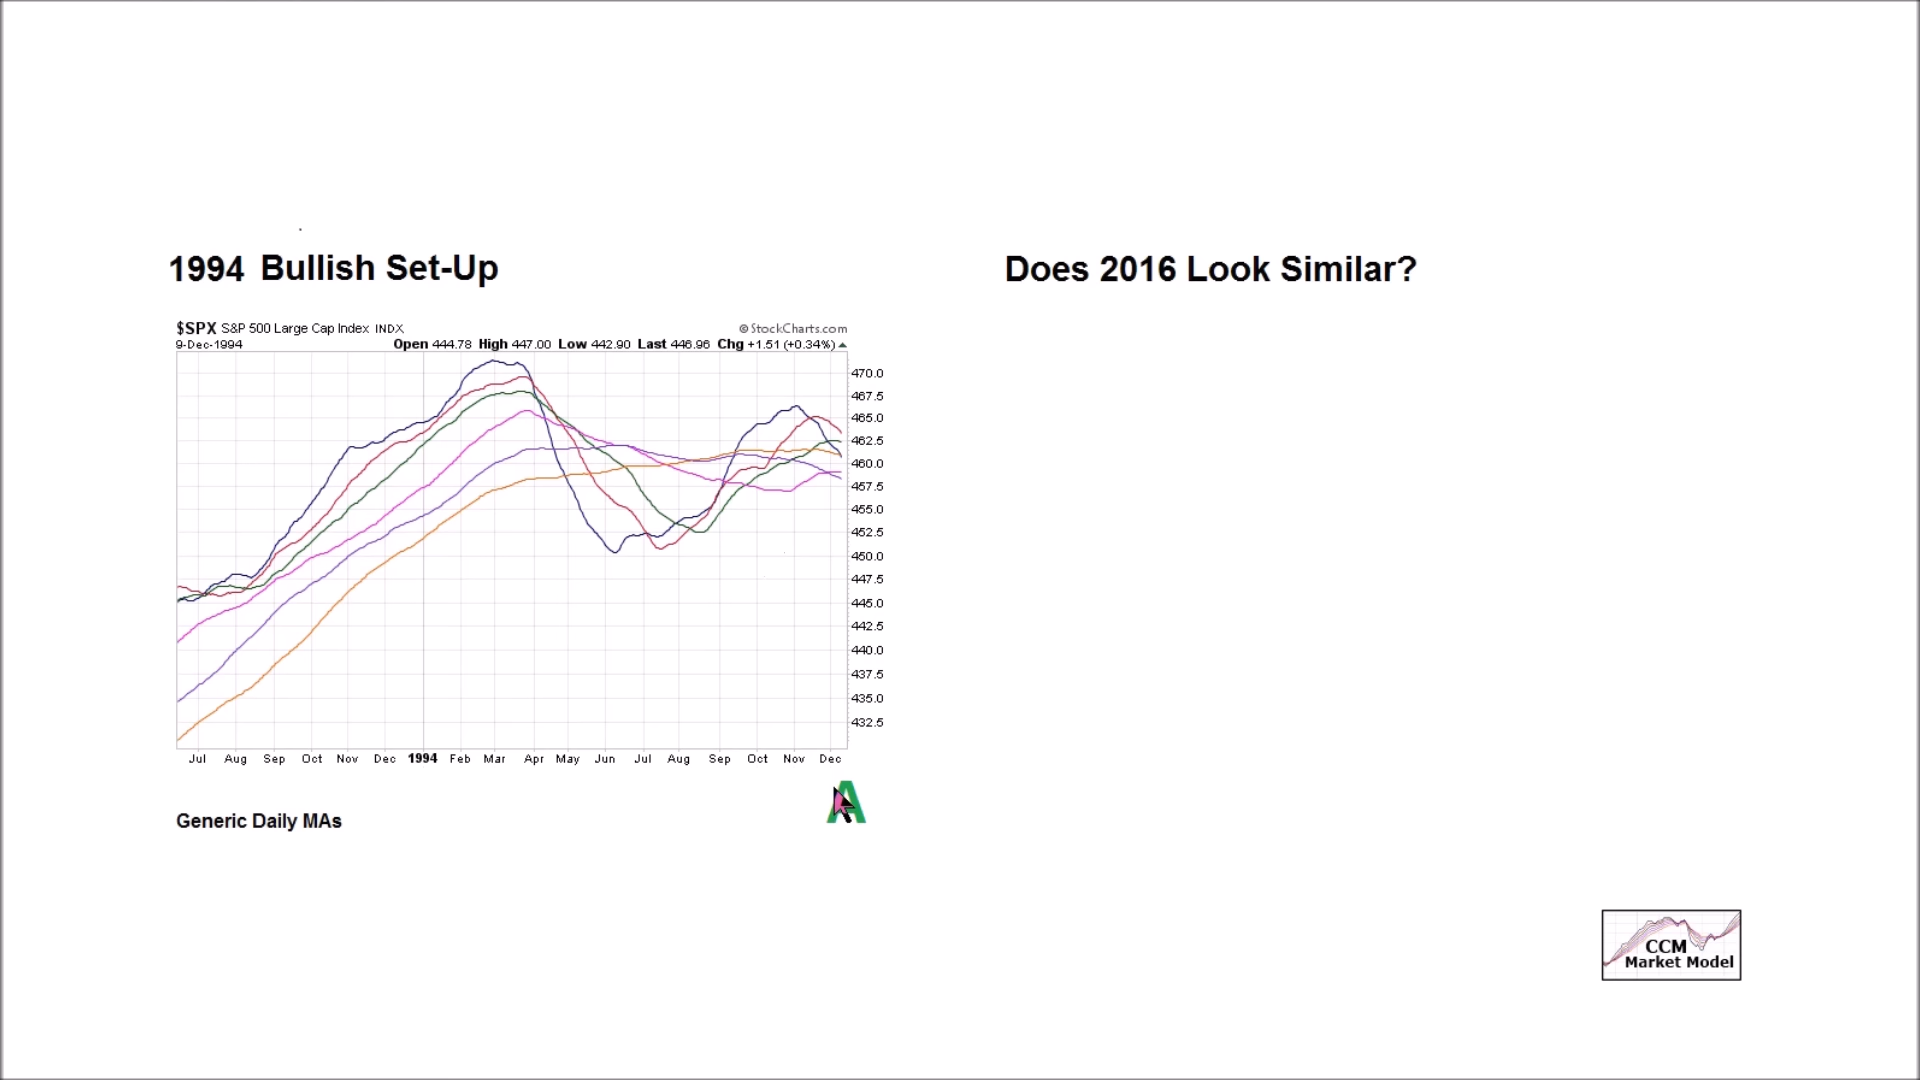 1994 Bullish Set-Up
Does 2016 Look Similar?
$SPX S&P 500 Large Cap Index INDX
© StockCharts.com
9-Dec-1994
Open 444.78 High 447.00 Low 442.90 Last 446.96 Chg +1.51 (+0.34%)
470.0
467.5
465.0
462.5
460.0
457.5
455.0
452.5
450.0
447.5
445.0
442.5
440.0
437.5
435.0
432.5
Jul Aug Sep Oct Nov Dec 1994 Feb Mar Apr May Jun Jul Aug Sep Oct Nov Dec
A
Generic Daily MAs
CCM
Market Model